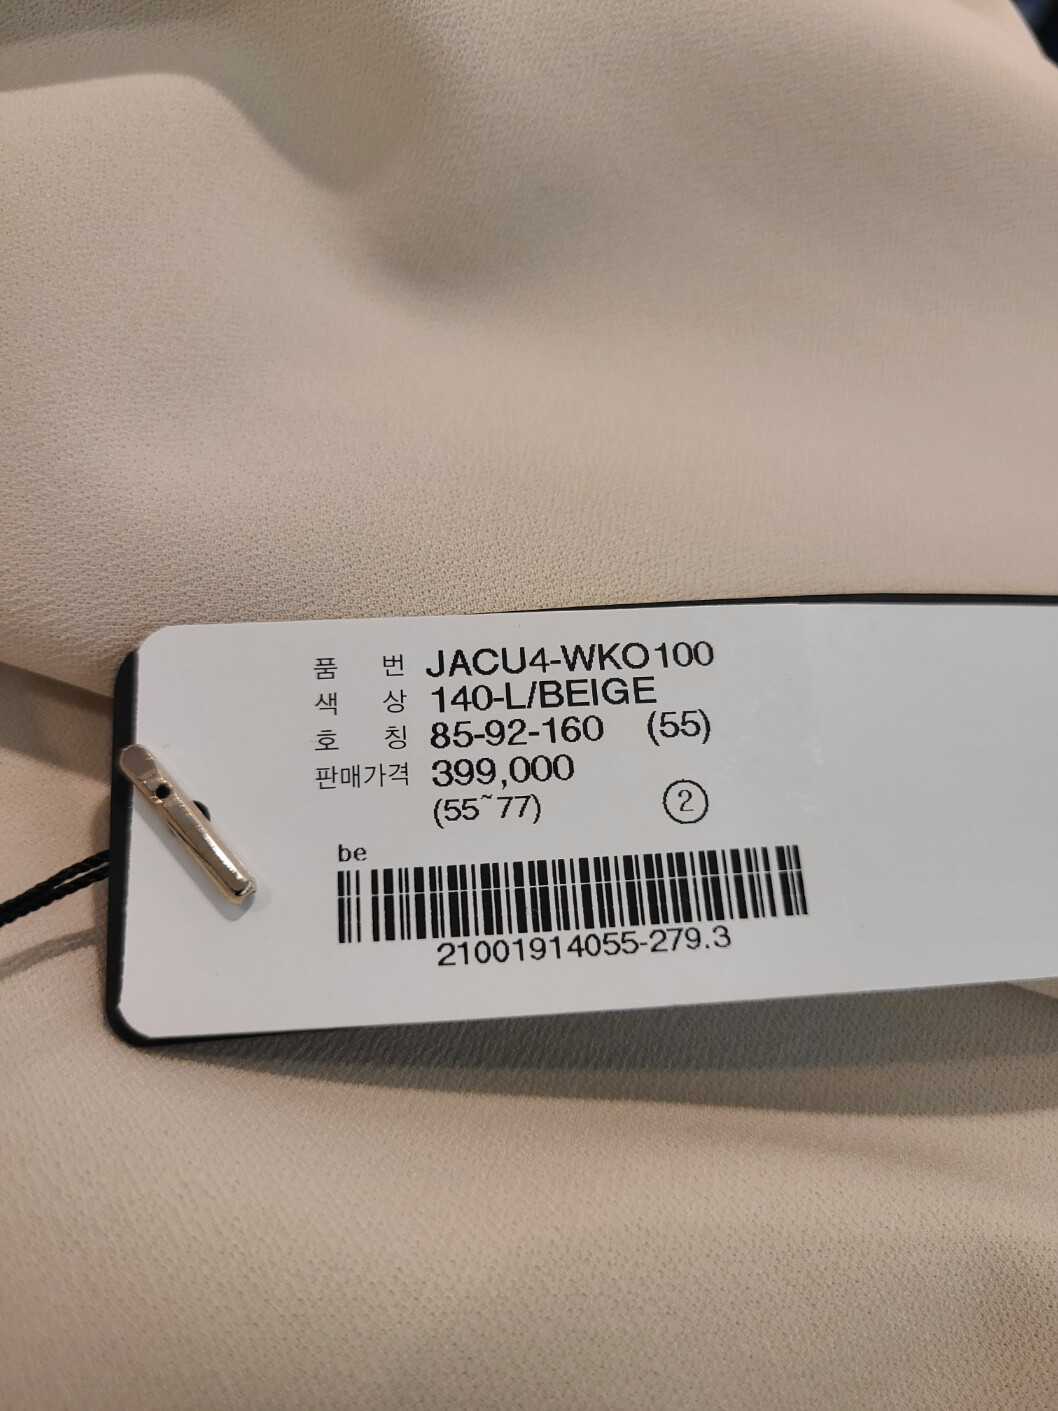 품 번 JACU4-WKO100
색 상 140-L/BEIGE
호 칭 85-92-160 (55)
판매가격 399,000
(55~77) ②
be
21001914055-279.3